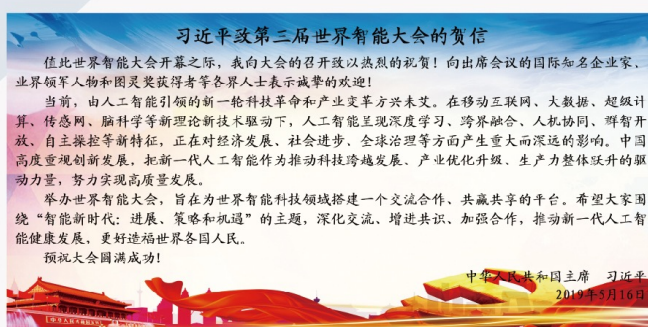 习近平致第三届世界智能大会的贺信
值此世界智能大会开幕之际，我向大会的召开致以热烈的祝贺！向出席会议的国际知名企业家、
业界领军人物和图灵奖获得者等各界人士表示诚挚的欢迎！
当前，由人工智能引领的新一轮科技革命和产业变革方兴未艾。在移动互联网、大数据、超级计
算、传感网、脑科学等新理论新技术驱动下，人工智能呈现深度学习、跨界融合、人机协同、群智开
放、自主操控等新特征，正在对经济发展、社会进步、全球治理等方面产生重大而深远的影响。中国
高度重视创新发展，把新一代人工智能作为推动科技跨越发展、产业优化升级、生产力整体跃升的驱
动力量，努力实现高质量发展。
举办世界智能大会，旨在为世界智能科技领域搭建一个交流合作、共赢共享的平台。希望大家围
绕“智能新时代：进展、策略和机遇”的主题，深化交流、增进共识、加强合作，推动新一代人工智
能健康发展，更好造福世界各国人民。
预祝大会圆满成功！
中华人民共和国主席 习近平
2019年5月16日